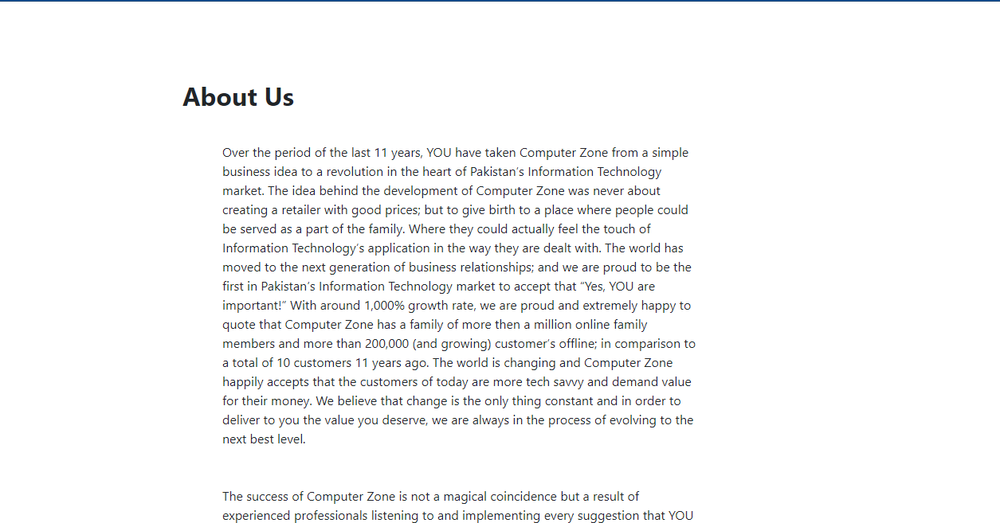 About Us
Over the period of the last 11 years, YOU have taken Computer Zone from a simple
business idea to a revolution in the heart of Pakistan’s Information Technology
market. The idea behind the development of Computer Zone was never about
creating a retailer with good prices; but to give birth to a place where people could
be served as a part of the family. Where they could actually feel the touch of
Information Technology’s application in the way they are dealt with. The world has
moved to the next generation of business relationships; and we are proud to be the
first in Pakistan’s Information Technology market to accept that “Yes, YOU are
important!” With around 1,000% growth rate, we are proud and extremely happy to
quote that Computer Zone has a family of more then a million online family
members and more than 200,000 (and growing) customer’s offline; in comparison to
a total of 10 customers 11 years ago. The world is changing and Computer Zone
happily accepts that the customers of today are more tech savvy and demand value
for their money. We believe that change is the only thing constant and in order to
deliver to you the value you deserve, we are always in the process of evolving to the
next best level.
The success of Computer Zone is not a magical coincidence but a result of
experienced professionals listening to and implementing every suggestion that YOU